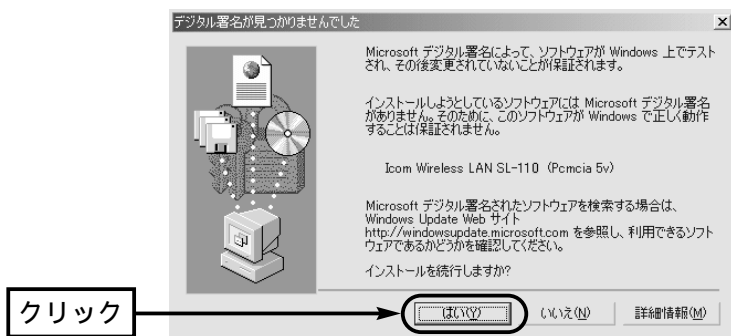 デジタル署名が見つかりませんでした
Microsoft デジタル署名によって、ソフトウェアが Windows 上でテスト
され、その後変更されていないことが保証されます。
インストールしようとしているソフトウェアには Microsoft デジタル署名
がありません。そのために、このソフトウェアが Windows で正しく動作
することは保証されません。
Icom Wireless LAN SL-110 (Pcmcia 5v)
Microsoft デジタル署名されたソフトウェアを検索する場合は、
Windows Update Web サイト
http://windowsupdate.microsoft.com を参照し、利用できるソフト
ウェアであるかどうかを確認してください。
インストールを続行しますか?
クリック
はい(Y)
いいえ(N)
詳細情報(M)